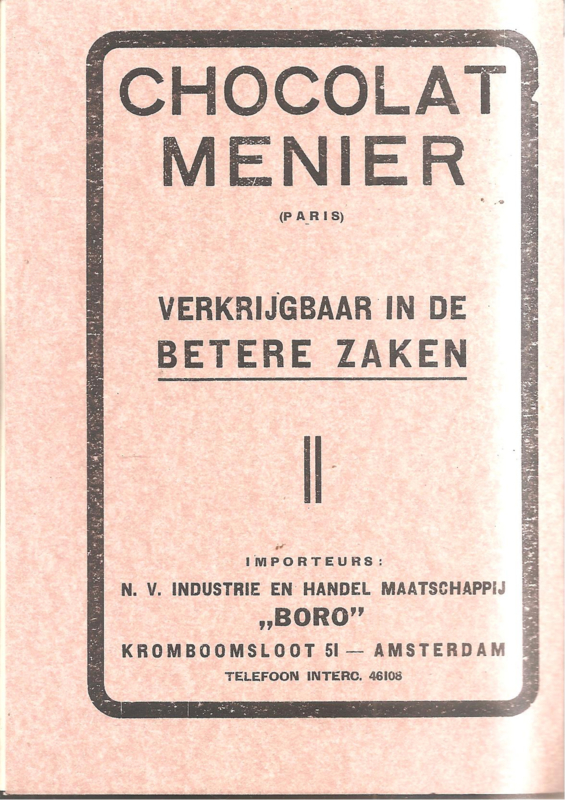 CHOCOLAT
MENIER
(PARIS)
VERKRIJGBAAR IN DE
BETERE ZAKEN
IMPORTEURS:
N. V. INDUSTRIE EN HANDEL MAATSCHAPPIJ
„BORO”
KROMBOOMSLOOT 51 — AMSTERDAM
TELEFOON INTERC. 46108